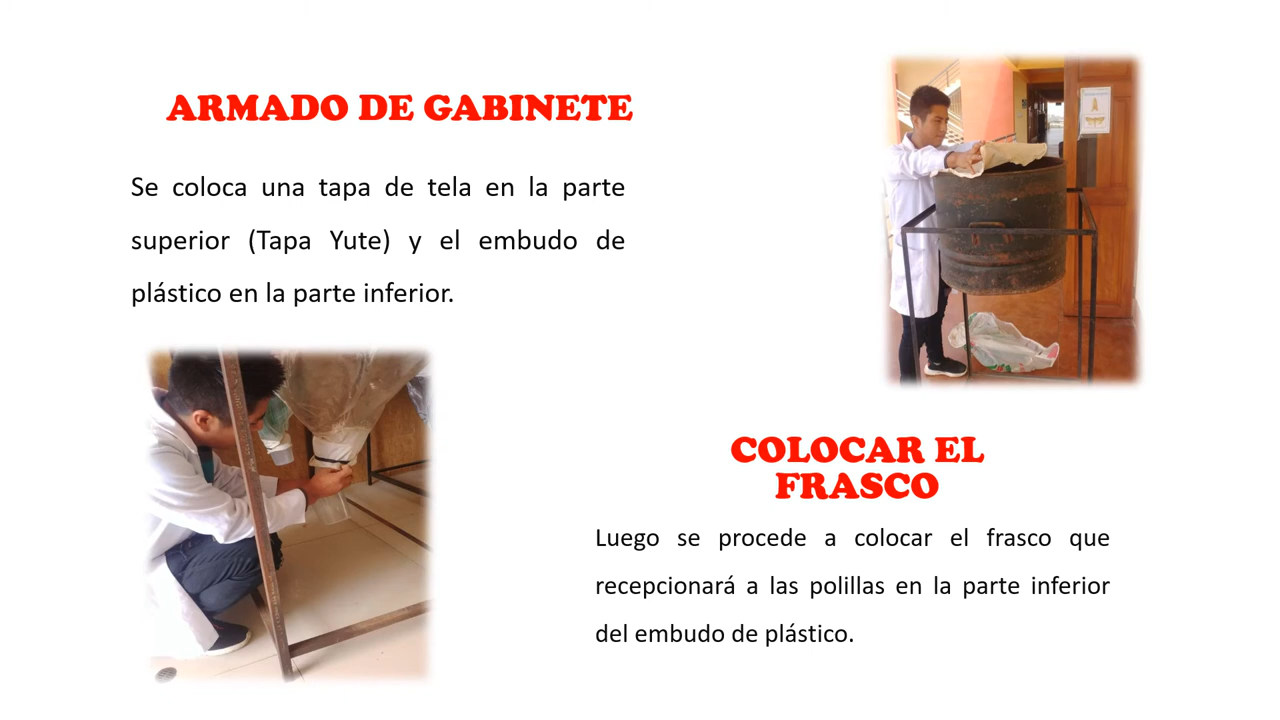 ARMADO DE GABINETE
Se coloca una tapa de tela en la parte
superior (Tapa Yute) y el embudo de
plástico en la parte inferior.
COLOCAR EL
FRASCO
Luego se procede a colocar el frasco que
recepcionará a las polillas en la parte inferior
del embudo de plástico.